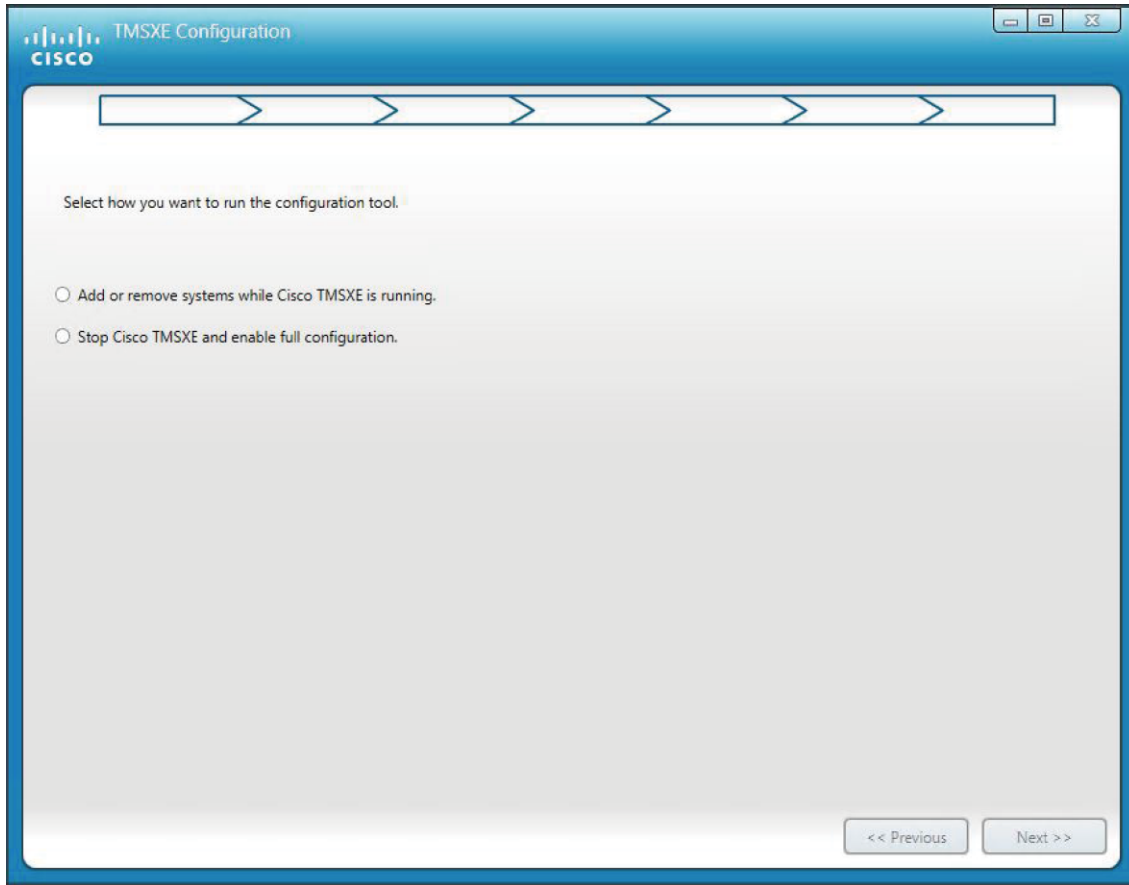 TMSXE Configuration
CISCO
Select how you want to run the configuration tool.
Add or remove systems while Cisco TMSXE is running.
Stop Cisco TMSXE and enable full configuration.
<< Previous
Next >>